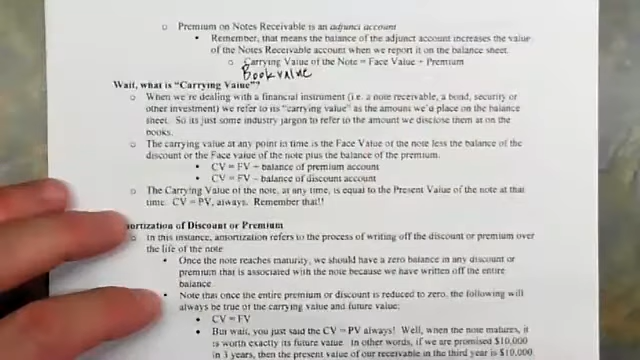 Premium on Notes Receivable is an adjunct account
Remember, that means the balance of the adjunct account increases the value
of the Notes Receivable account when we report it on the balance sheet.
Carrying Value of the Note = Face Value + Premium
Book value
Wait, what is "Carrying Value"?
When we're dealing with a financial instrument (i.e. a note receivable, a bond, security or
other investment) we refer to its "carrying value" as the amount we'd place on the balance
sheet. So its just some industry jargon to refer to the amount we disclose them at on the
books.
The carrying value at any point in time is the Face Value of the note less the balance of the
discount or the Face value of the note plus the balance of the premium.
CV = FV + balance of premium account
CV = FV – balance of discount account
The Carrying Value of the note, at any time, is equal to the Present Value of the note at that
time. CV = PV, always. Remember that!!
ortization of Discount or Premium
In this instance, amortization refers to the process of writing off the discount or premium over
the life of the note
Once the note reaches maturity, we should have a zero balance in any discount or
premium that is associated with the note because we have written off the entire
balance
Note that once the entire premium or discount is reduced to zero, the following will
always be true of the carrying value and future value:
CV = FV
But wait, you just said the CV = PV always! Well, when the note matures, it
is worth exactly its future value. In other words, if we are promised $10,000
in 3 years, then the present value of our receivable in the third year is $10,000